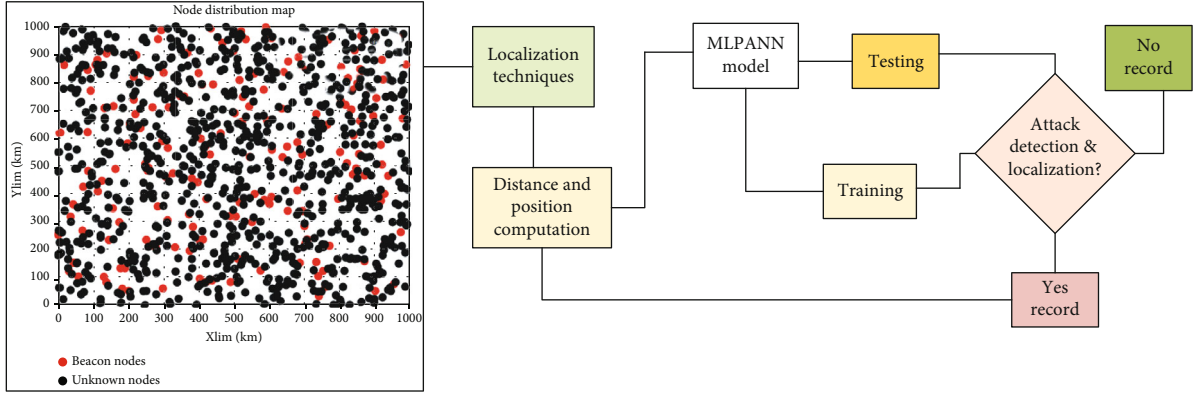 Node distribution map
1000
900
800
700
600
500
400
300
200
100
0
Ylim (km)
0 100 200 300 400 500 600 700 800 900 1000
Xlim (km)
Beacon nodes
Unknown nodes
Localization
techniques
Distance and
position
computation
MLPANN
model
Testing
Training
Attack
detection &
localization?
No
record
Yes
record